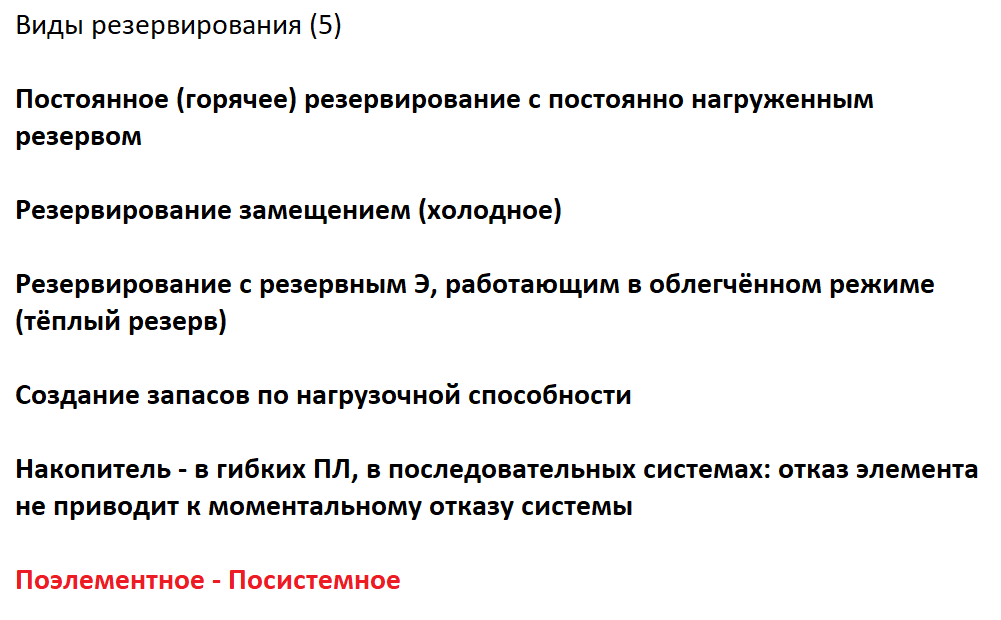 Виды резервирования (5)
Постоянное (горячее) резервирование с постоянно нагруженным
резервом
Резервирование замещением (холодное)
Резервирование с резервным Э, работающим в облегчённом режиме
(тёплый резерв)
Создание запасов по нагрузочной способности
Накопитель - в гибких ПЛ, в последовательных системах: отказ элемента
не приводит к моментальному отказу системы
Поэлементное - Посистемное